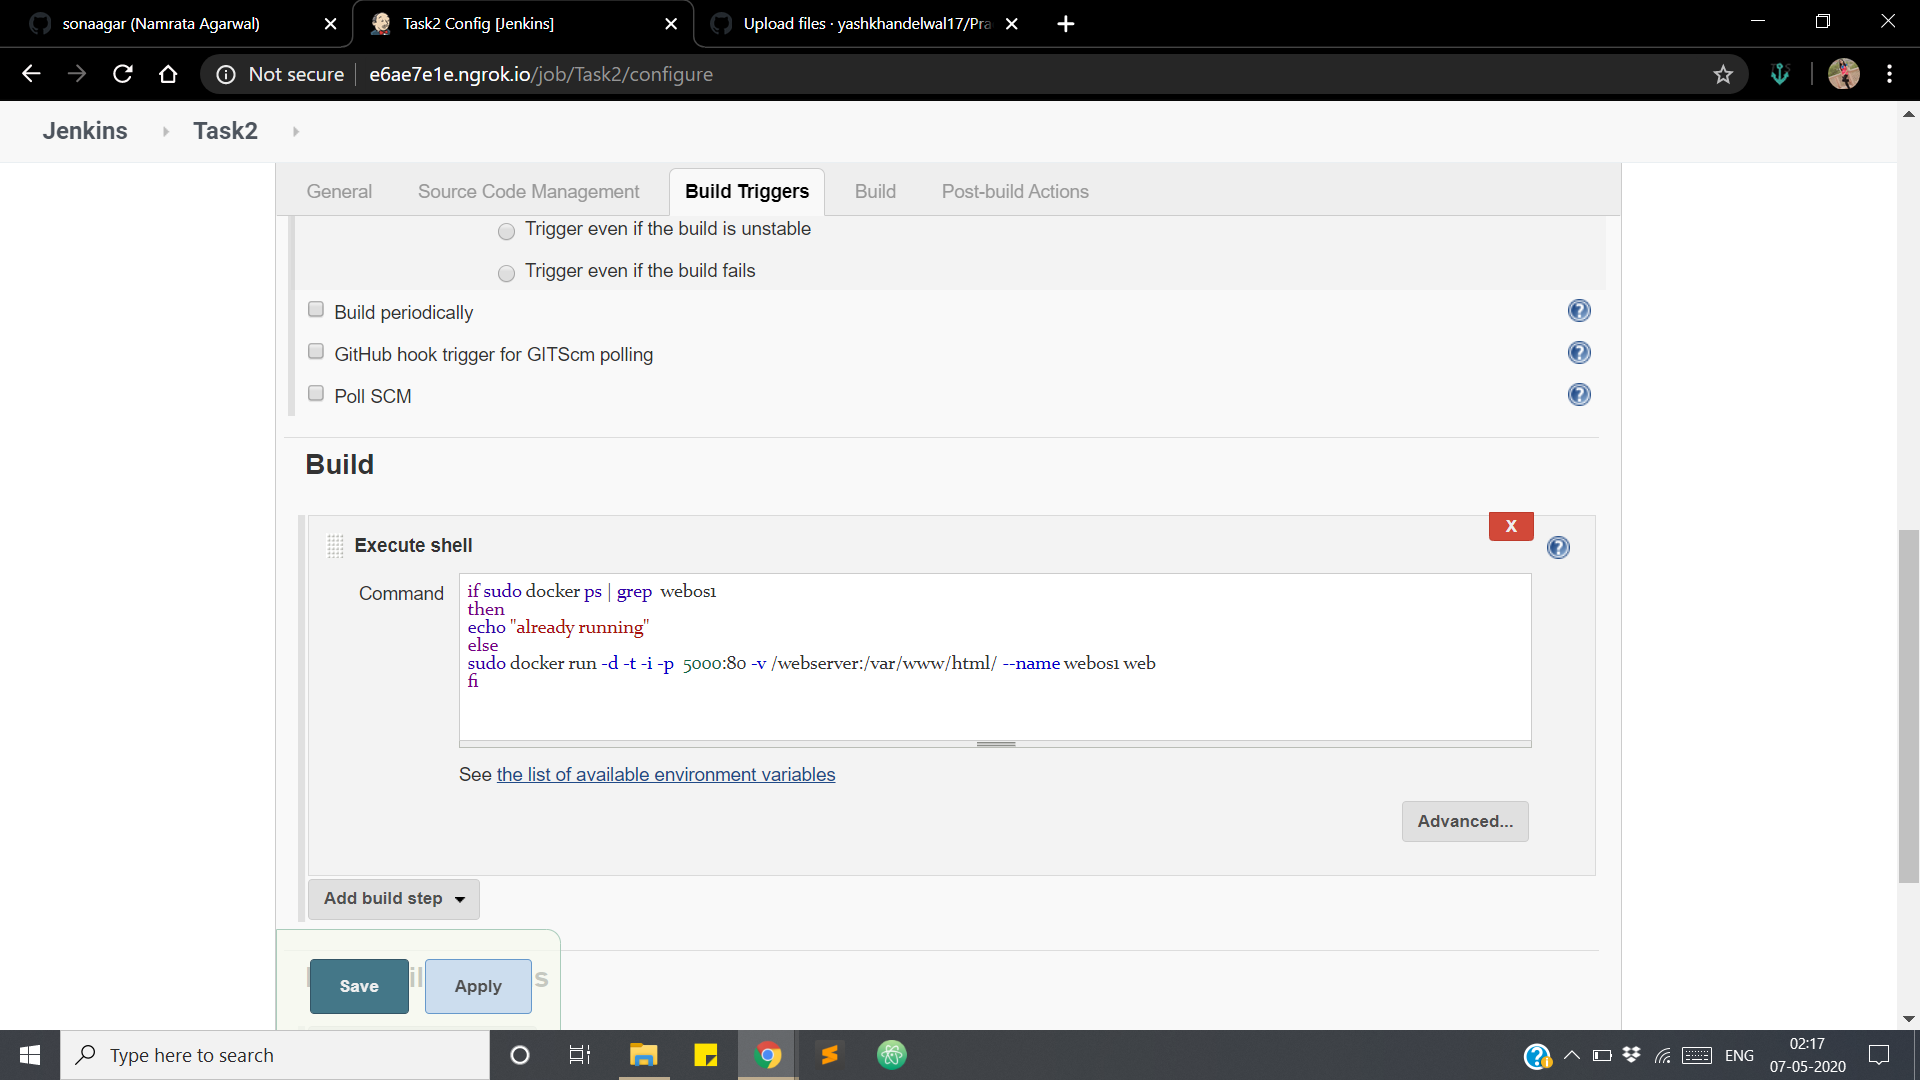 sonaagar (Namrata Agarwal)
Task2 Config [Jenkins]
Upload files · yashkhandelwal17/Pra
Not secure
e6ae7e1e.ngrok.io/job/Task2/configure
Jenkins
Task2
General
Source Code Management
Build Triggers
Build
Post-build Actions
Trigger even if the build is unstable
Trigger even if the build fails
Build periodically
GitHub hook trigger for GITScm polling
Poll SCM
Build
X
Execute shell
Command
if sudo docker ps | grep  webos1
then
echo "already running"
else
sudo docker run -d -t -i -p  5000:80 -v /webserver:/var/www/html/ --name webos1 web
fi
See the list of available environment variables
Advanced...
Add build step
Save
Apply
Type here to search
ENG
02:17
07-05-2020